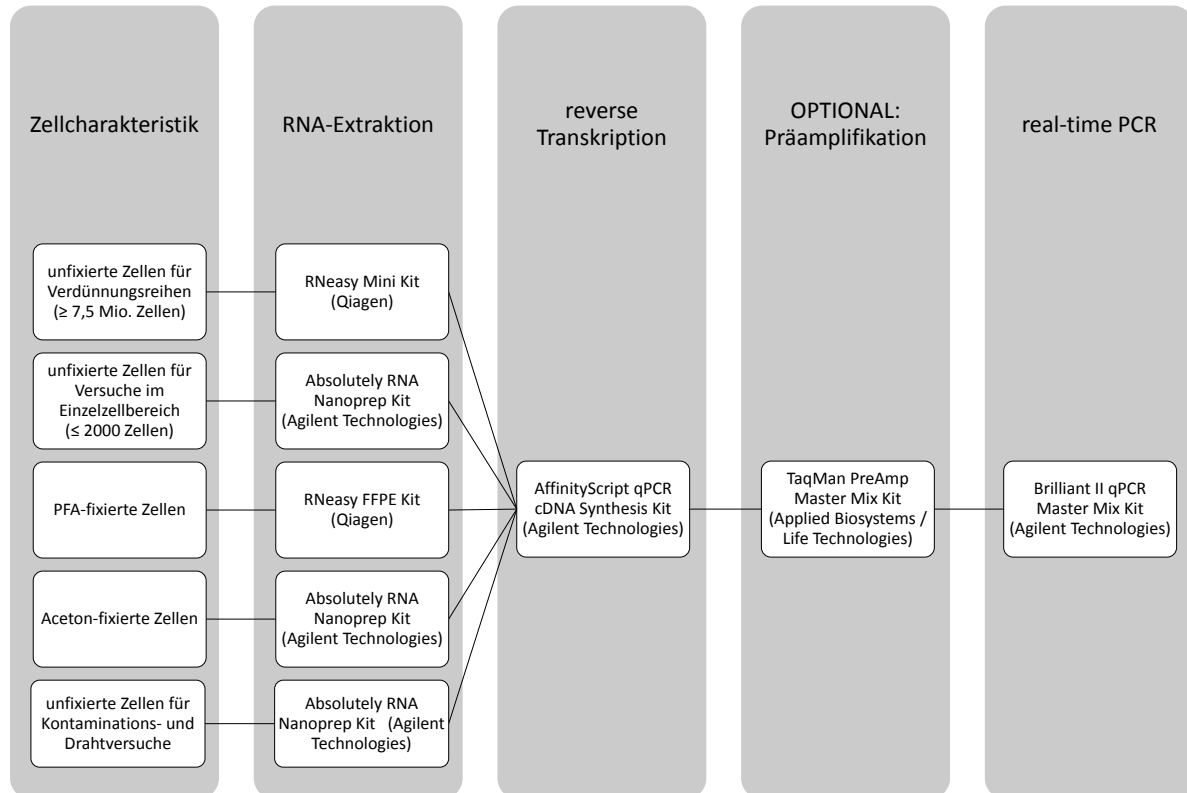 Zellcharakteristik
RNA-Extraktion
reverse
Transkription
OPTIONAL:
Präamplifikation
real-time PCR
unfixierte Zellen für
Verdünnungsreihen
(≥ 7,5 Mio. Zellen)
RNeasy Mini Kit
(Qiagen)
unfixierte Zellen für
Versuche im
Einzelzellbereich
(≤ 2000 Zellen)
Absolutely RNA
Nanoprep Kit
(Agilent Technologies)
PFA-fixierte Zellen
RNeasy FFPE Kit
(Qiagen)
AffinityScript qPCR
cDNA Synthesis Kit
(Agilent Technologies)
TaqMan PreAmp
Master Mix Kit
(Applied Biosystems /
Life Technologies)
Brilliant II qPCR
Master Mix Kit
(Agilent Technologies)
Aceton-fixierte Zellen
Absolutely RNA
Nanoprep Kit
(Agilent Technologies)
unfixierte Zellen für
Kontaminations- und
Drahtversuche
Absolutely RNA
Nanoprep Kit (Agilent
Technologies)